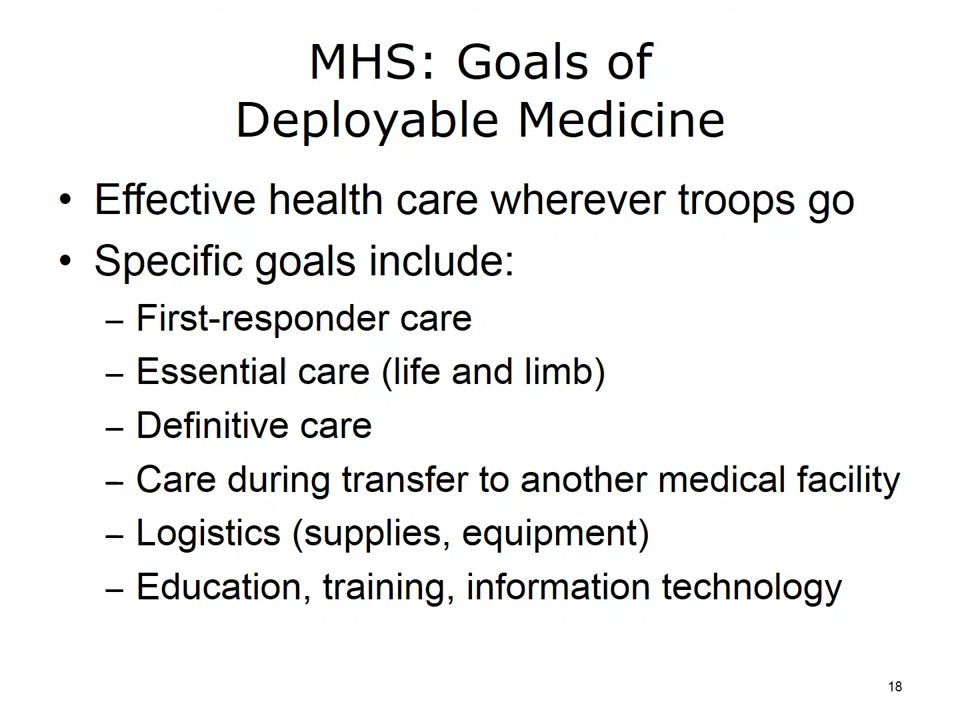 MHS: Goals of
Deployable Medicine
• Effective health care wherever troops go
• Specific goals include:
– First-responder care
– Essential care (life and limb)
– Definitive care
– Care during transfer to another medical facility
– Logistics (supplies, equipment)
– Education, training, information technology
18